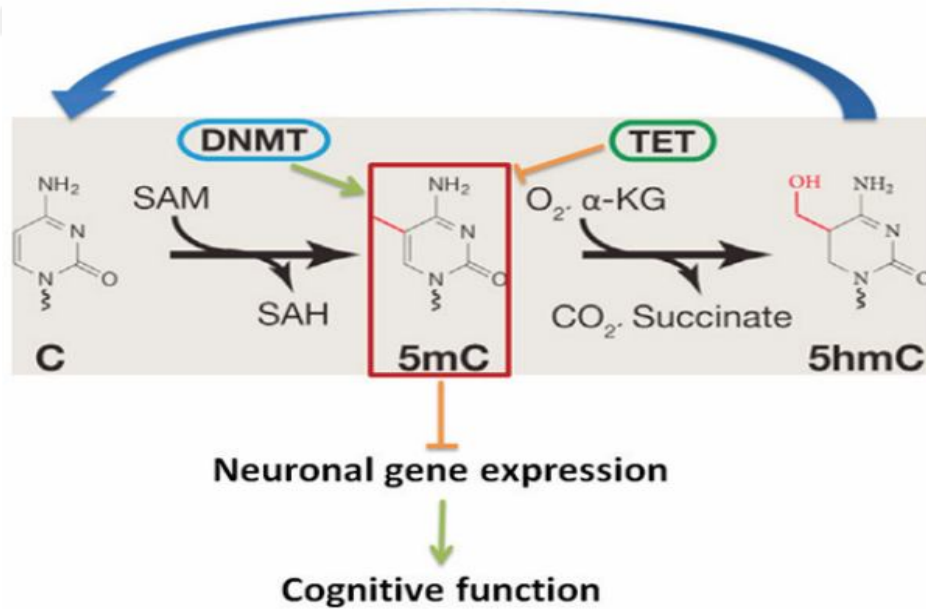 DNMT
TET
NH₂
N
N
O
SAM
SAH
C
NH₂
N
N
O
5mC
O₂. α-KG
CO₂. Succinate
OH
NH₂
N
N
O
5hmC
Neuronal gene expression
Cognitive function